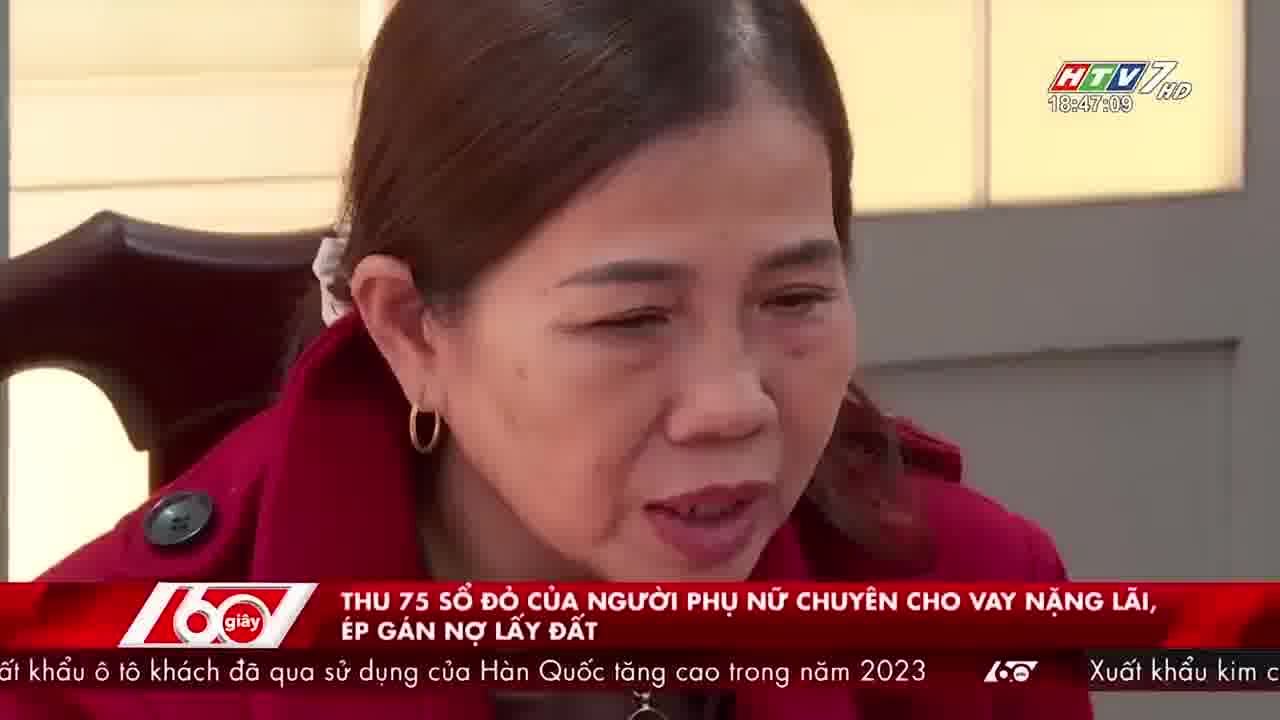 HTV7 HD
18:47:09
60 giây
THU 75 SỔ ĐỎ CỦA NGƯỜI PHỤ NỮ CHUYÊN CHO VAY NẶNG LÃI,
ÉP GÁN NỢ LẤY ĐẤT
khẩu ô tô khách đã qua sử dụng của Hàn Quốc tăng cao trong năm 2023
60 giây
Xuất khẩu kim